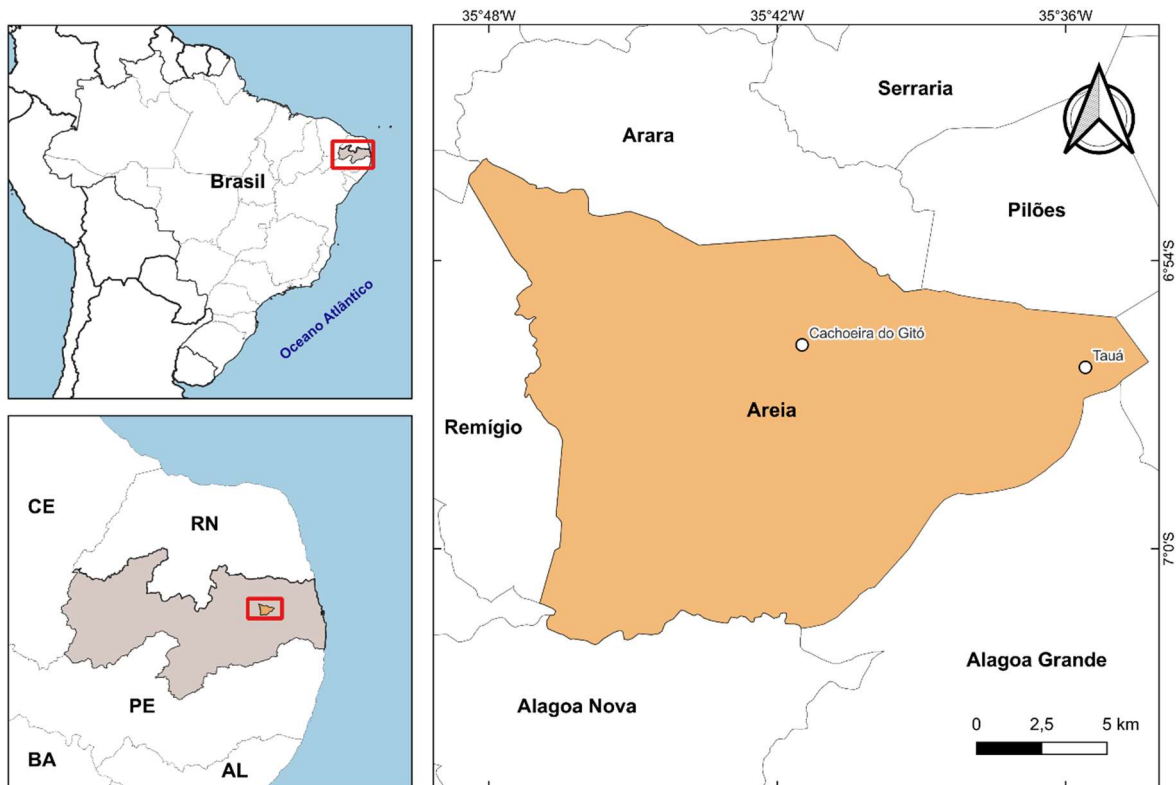 Brasil
Oceano Atlântico
CE
RN
PE
BA
AL
35°48'W
35°42'W
35°36'W
Serraria
Arara
Pilões
6°54'S
Cachoeira do Gitó
Tauá
Areia
Remígio
7°0'S
Alagoa Grande
Alagoa Nova
0 2,5 5 km